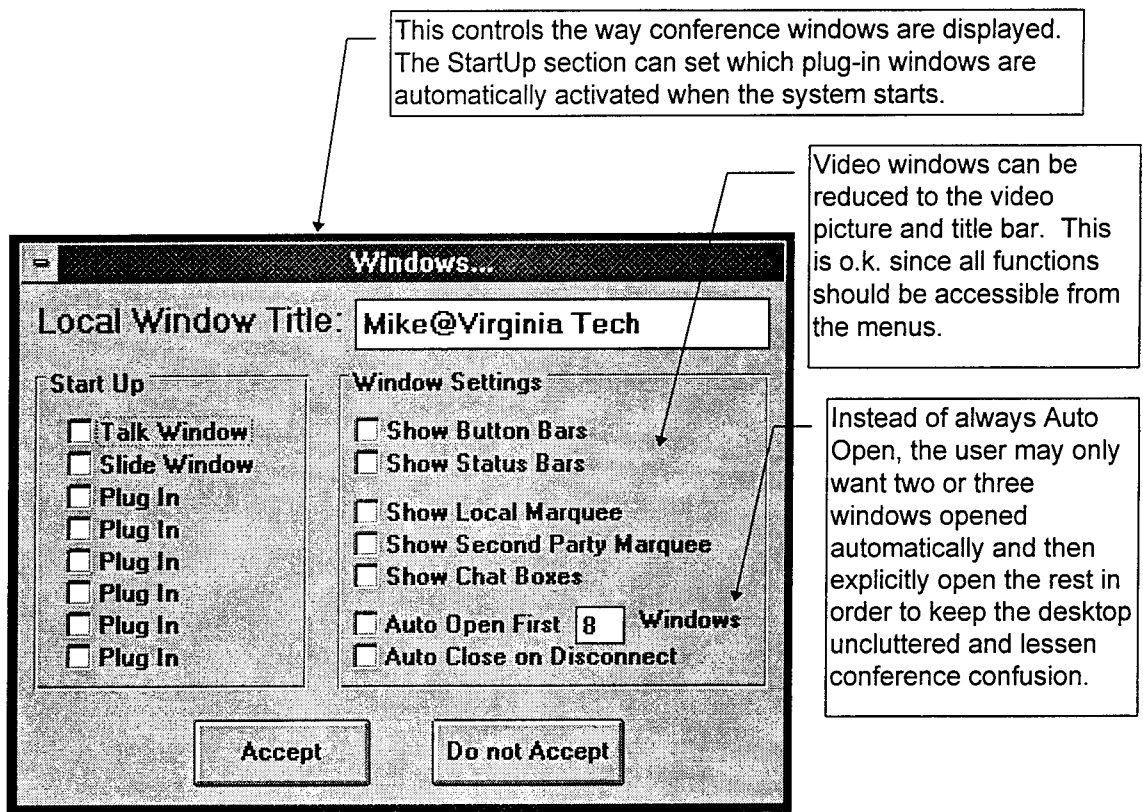 This controls the way conference windows are displayed.
The StartUp section can set which plug-in windows are
automatically activated when the system starts.
Video windows can be
reduced to the video
picture and title bar.  This
is o.k. since all functions
should be accessible from
the menus.
Windows...
Local Window Title: Mike@Virginia Tech
Start Up
Talk Window
Slide Window
Plug In
Plug In
Plug In
Plug In
Plug In
Plug In
Window Settings
Show Button Bars
Show Status Bars
Show Local Marquee
Show Second Party Marquee
Show Chat Boxes
Auto Open First 8 Windows
Auto Close on Disconnect
Instead of always Auto
Open, the user may only
want two or three
windows opened
automatically and then
explicitly open the rest in
order to keep the desktop
uncluttered and lessen
conference confusion.
Accept Do not Accept